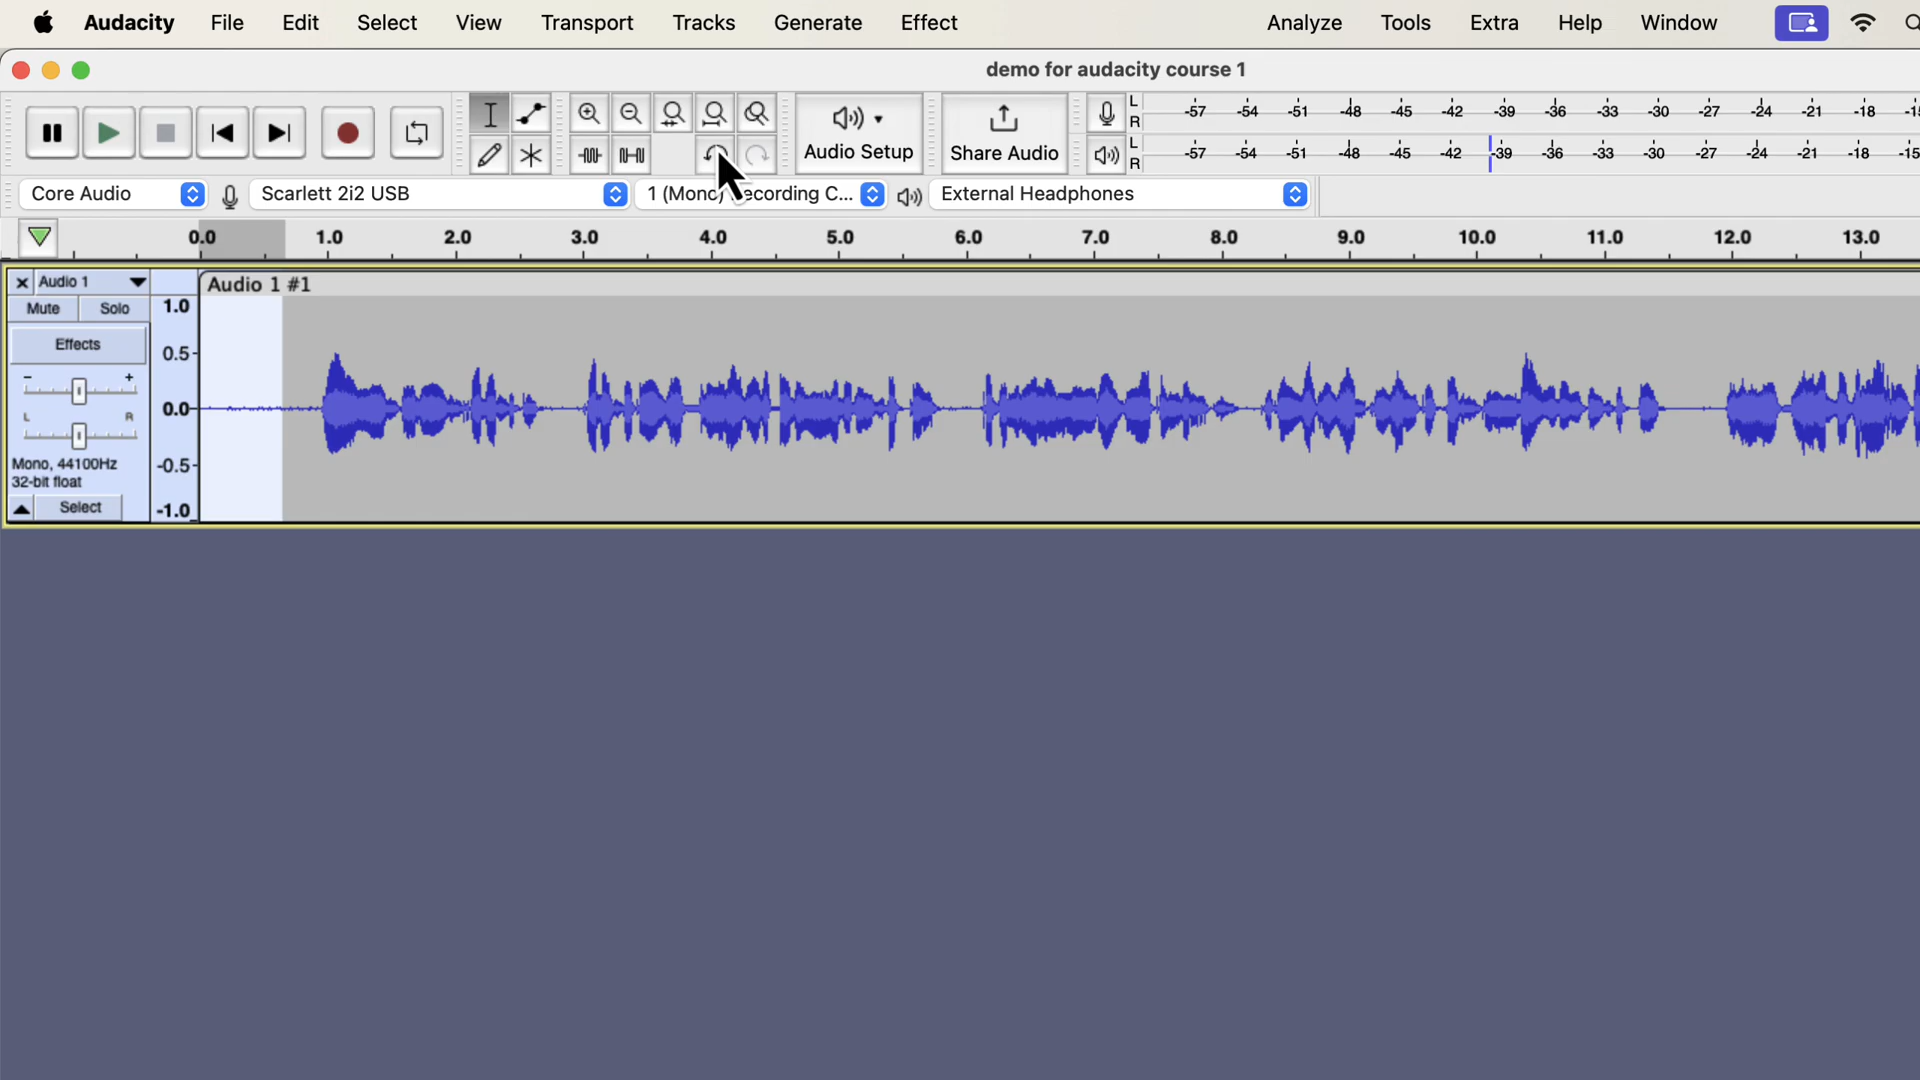 Audacity File Edit Select View Transport Tracks Generate Effect Analyze Tools Extra Help Window
demo for audacity course 1
Audio Setup
Share Audio
L
R
-57 -54 -51 -48 -45 -42 -39 -36 -33 -30 -27 -24 -21 -18
L
R
-57 -54 -51 -48 -45 -42 -39 -36 -33 -30 -27 -24 -21 -18 -15
Core Audio
Scarlett 2i2 USB
1 (Mono) ecording C...
External Headphones
0.0 1.0 2.0 3.0 4.0 5.0 6.0 7.0 8.0 9.0 10.0 11.0 12.0 13.0
Audio 1
Audio 1 #1
Mute Solo
Effects
- +
L R
Mono, 44100Hz
32-bit float
Select
1.0
0.5
0.0
-0.5
-1.0